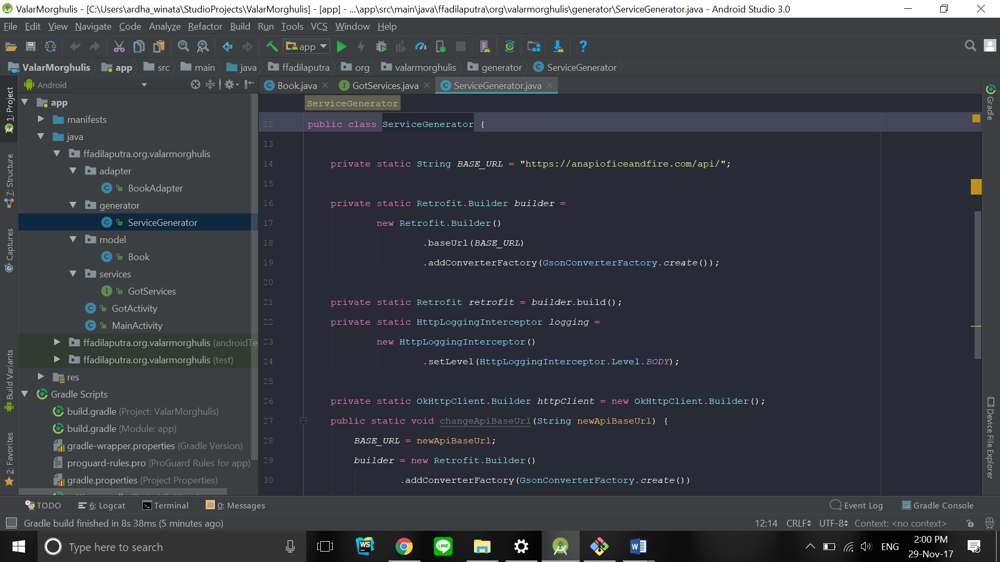 ValarMorghulis - [C:\Users\ardha_winata\StudioProjects\ValarMorghulis] - [app] - ...\app\src\main\java\ffadilaputra\org\valarmorghulis\generator\ServiceGenerator.java - Android Studio 3.0
File Edit View Navigate Code Analyze Refactor Build Run Tools VCS Window Help
app
ValarMorghulis app src main java ffadilaputra org valarmorghulis generator ServiceGenerator
Android
Book.java GotServices.java ServiceGenerator.java
1: Project
7: Structure
Captures
Build Variants
2: Favorites
app
manifests
java
ffadilaputra.org.valarmorghulis
adapter
BookAdapter
generator
ServiceGenerator
model
Book
services
GotServices
GotActivity
MainActivity
ffadilaputra.org.valarmorghulis (androidTes
ffadilaputra.org.valarmorghulis (test)
res
Gradle Scripts
build.gradle (Project: ValarMorghulis)
build.gradle (Module: app)
gradle-wrapper.properties (Gradle Version)
proguard-rules.pro (ProGuard Rules for app)
gradle.properties (Project Properties)
ServiceGenerator
12 public class ServiceGenerator {
13
14 private static String BASE_URL = "https://anapioficeandfire.com/api/";
15
16 private static Retrofit.Builder builder =
17 new Retrofit.Builder()
18 .baseUrl(BASE_URL)
19 .addConverterFactory(GsonConverterFactory.create());
20
21 private static Retrofit retrofit = builder.build();
22 private static HttpLoggingInterceptor logging =
23 new HttpLoggingInterceptor()
24 .setLevel(HttpLoggingInterceptor.Level.BODY);
25
26 private static OkHttpClient.Builder httpClient = new OkHttpClient.Builder();
27 public static void changeApiBaseUrl(String newApiBaseUrl) {
28 BASE_URL = newApiBaseUrl;
29 builder = new Retrofit.Builder()
30 .addConverterFactory(GsonConverterFactory.create())
Gradle
Device File Explorer
TODO 6: Logcat Terminal 0: Messages Event Log Gradle Console
Gradle build finished in 8s 38ms (5 minutes ago) 12:14 CRLF UTF-8 Context: <no context>
Type here to search
WS
LINE
ENG
2:00 PM
29-Nov-17